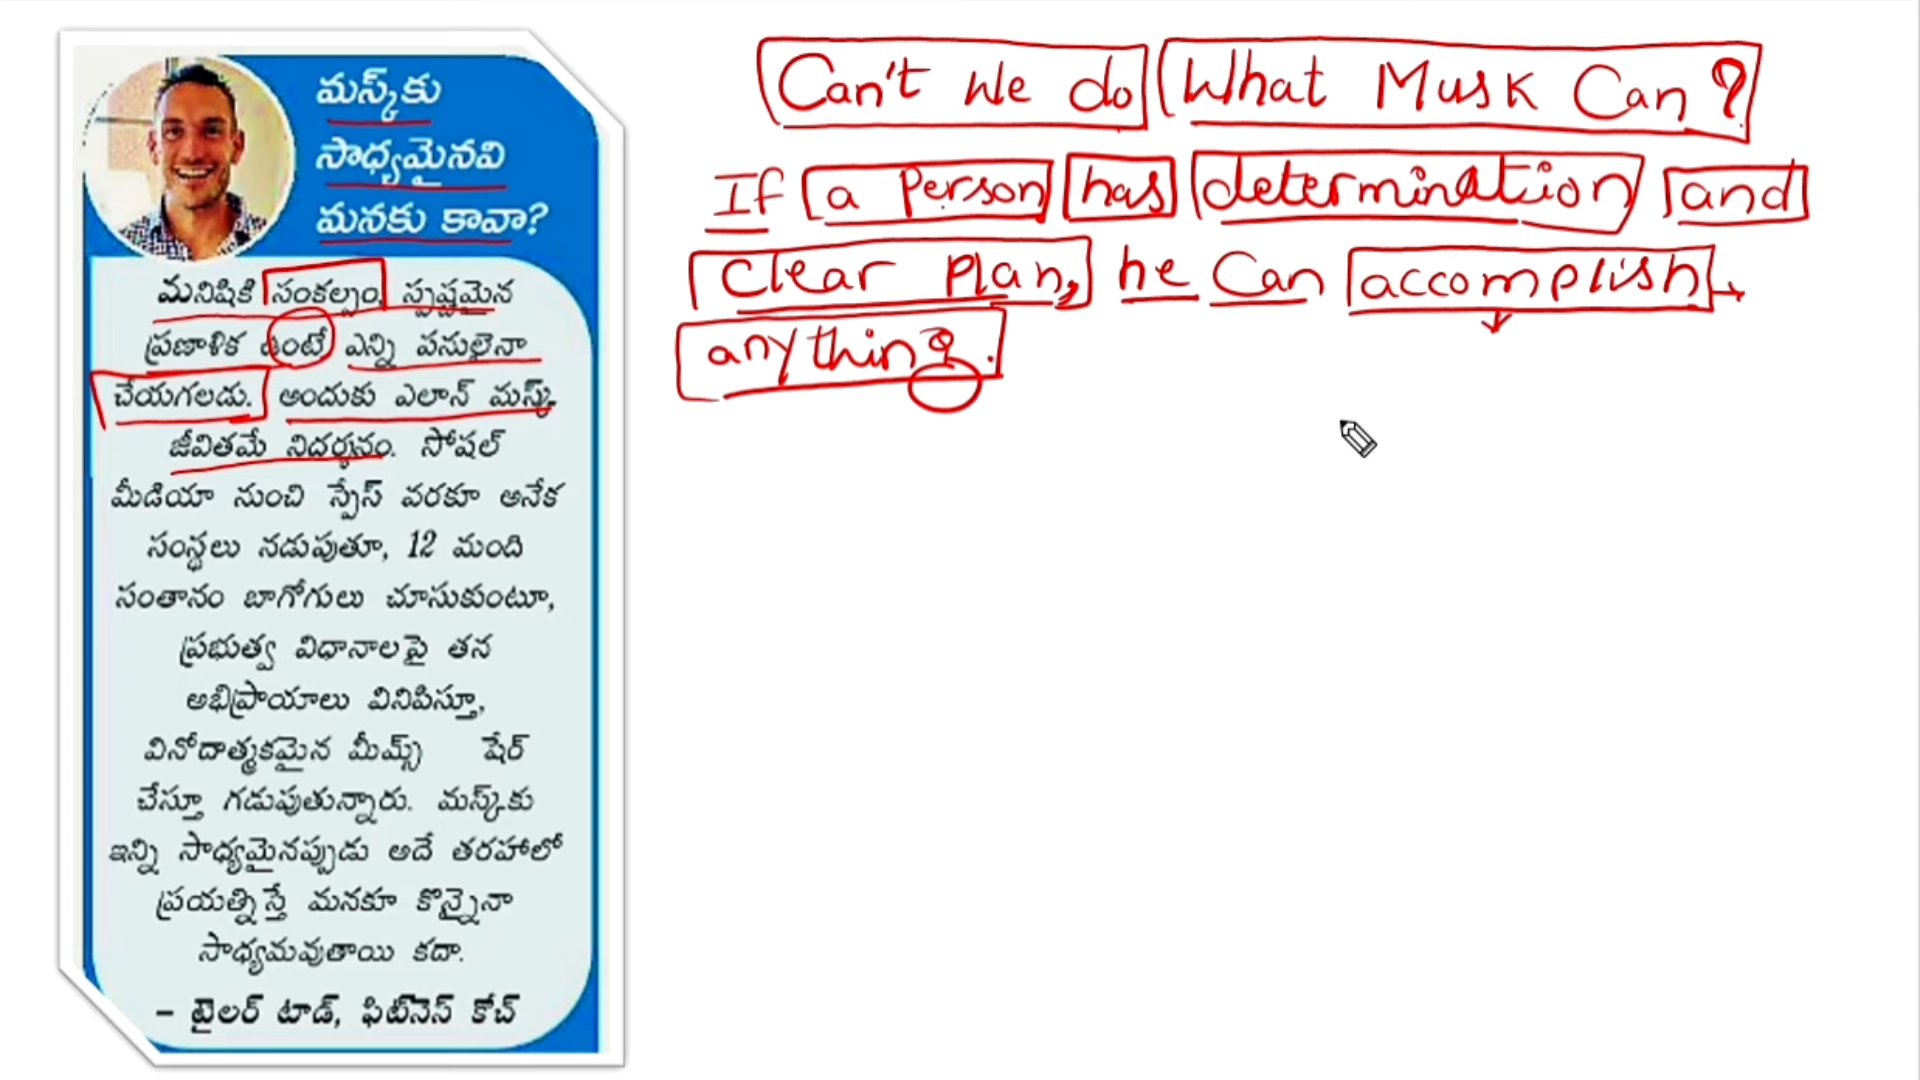 మస్క్‌కు
సాధ్యమైనవి
మనకు కావా?
మనిషికి సంకల్పం, స్పష్టమైన
ప్రణాళిక ఉంటే ఎన్ని పనులైనా
చేయగలడు. అందుకు ఎలాన్ మస్క్
జీవితమే నిదర్శనం. సోషల్
మీడియా నుంచి స్పేస్ వరకూ అనేక
సంస్థలు నడుపుతూ, 12 మంది
సంతానం బాగోగులు చూసుకుంటూ,
ప్రభుత్వ విధానాలపై తన
అభిప్రాయాలు వినిపిస్తూ,
వినోదాత్మకమైన మీమ్స్ షేర్
చేస్తూ గడుపుతున్నారు. మస్క్‌కు
ఇన్ని సాధ్యమైనప్పుడు అదే తరహాలో
ప్రయత్నిస్తే మనకూ కొన్నైనా
సాధ్యమవుతాయి కదా.
– టైలర్ టాడ్, ఫిట్‌నెస్ కోచ్
Can't We do What Musk Can?
If a Person has determination and
Clear Plan, he Can accomplish
anything.